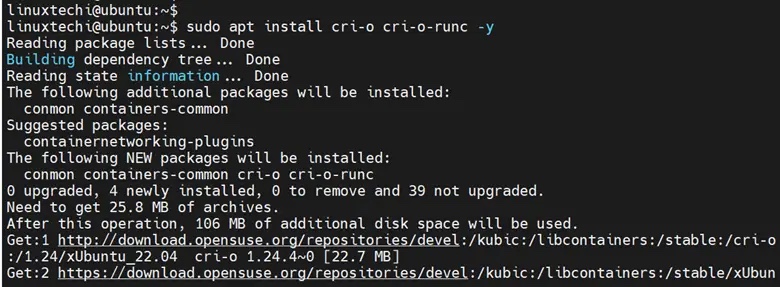 linuxtechi@ubuntu:~$
linuxtechi@ubuntu:~$ sudo apt install cri-o cri-o-runc -y
Reading package lists... Done
Building dependency tree... Done
Reading state information... Done
The following additional packages will be installed:
  conmon containers-common
Suggested packages:
  containernetworking-plugins
The following NEW packages will be installed:
  conmon containers-common cri-o cri-o-runc
0 upgraded, 4 newly installed, 0 to remove and 39 not upgraded.
Need to get 25.8 MB of archives.
After this operation, 106 MB of additional disk space will be used.
Get:1 http://download.opensuse.org/repositories/devel:/kubic:/libcontainers:/stable:/cri-o
:/1.24/xUbuntu_22.04  cri-o 1.24.4~0 [22.7 MB]
Get:2 http://download.opensuse.org/repositories/devel:/kubic:/libcontainers:/stable/xUbun